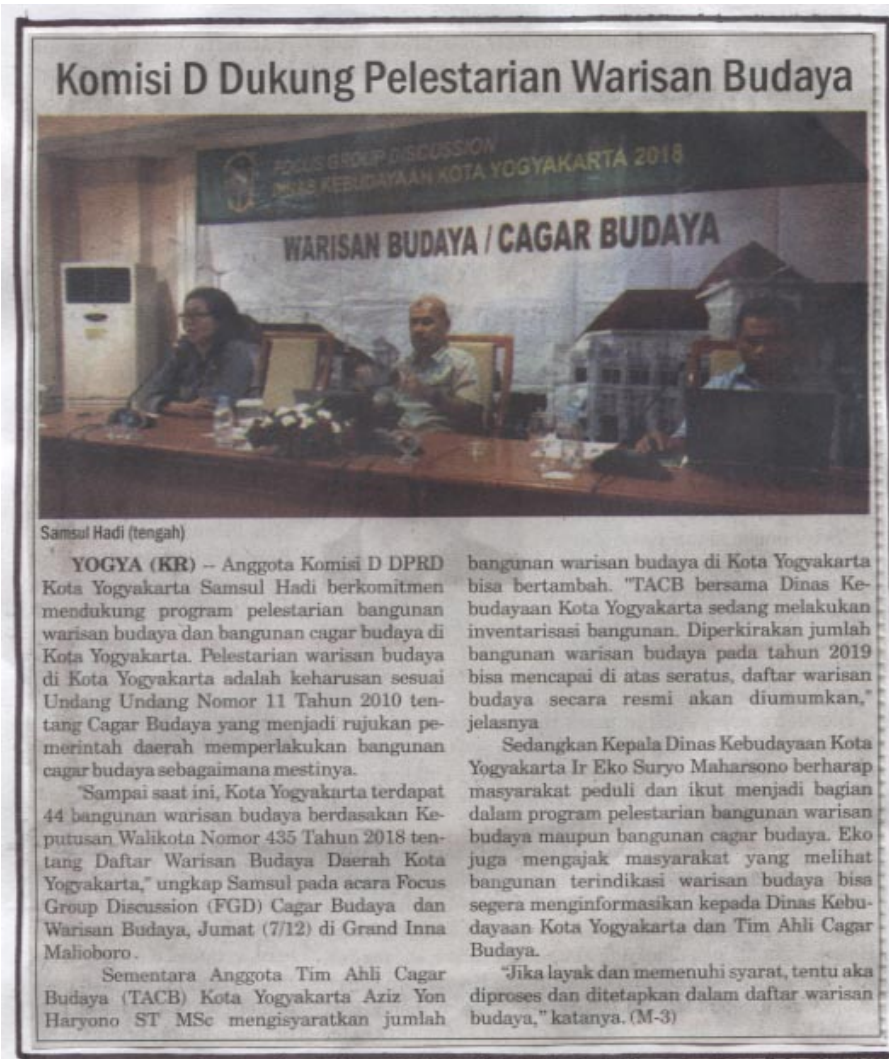 Komisi D Dukung Pelestarian Warisan Budaya
FOCUS GROUP DISCUSSION
DINAS KEBUDAYAAN KOTA YOGYAKARTA 2018
WARISAN BUDAYA / CAGAR BUDAYA
Samsul Hadi (tengah)
YOGYA (KR) -- Anggota Komisi D DPRD
Kota Yogyakarta Samsul Hadi berkomitmen
mendukung program pelestarian bangunan
warisan budaya dan bangunan cagar budaya di
Kota Yogyakarta. Pelestarian warisan budaya
di Kota Yogyakarta adalah keharusan sesuai
Undang Undang Nomor 11 Tahun 2010 ten-
tang Cagar Budaya yang menjadi rujukan pe-
merintah daerah memperlakukan bangunan
cagar budaya sebagaimana mestinya.
"Sampai saat ini, Kota Yogyakarta terdapat
44 bangunan warisan budaya berdasakan Ke-
putusan Walikota Nomor 435 Tahun 2018 ten-
tang Daftar Warisan Budaya Daerah Kota
Yogyakarta," ungkap Samsul pada acara Focus
Group Discussion (FGD) Cagar Budaya dan
Warisan Budaya, Jumat (7/12) di Grand Inna
Malioboro.
Sementara Anggota Tim Ahli Cagar
Budaya (TACB) Kota Yogyakarta Aziz Yon
Haryono ST MSc mengisyaratkan jumlah
bangunan warisan budaya di Kota Yogyakarta
bisa bertambah. "TACB bersama Dinas Ke-
budayaan Kota Yogyakarta sedang melakukan
inventarisasi bangunan. Diperkirakan jumlah
bangunan warisan budaya pada tahun 2019
bisa mencapai di atas seratus, daftar warisan
budaya secara resmi akan diumumkan,"
jelasnya
Sedangkan Kepala Dinas Kebudayaan Kota
Yogyakarta Ir Eko Suryo Maharsono berharap
masyarakat peduli dan ikut menjadi bagian
dalam program pelestarian bangunan warisan
budaya maupun bangunan cagar budaya. Eko
juga mengajak masyarakat yang melihat
bangunan terindikasi warisan budaya bisa
segera menginformasikan kepada Dinas Kebu-
dayaan Kota Yogyakarta dan Tim Ahli Cagar
Budaya.
"Jika layak dan memenuhi syarat, tentu aka
diproses dan ditetapkan dalam daftar warisan
budaya," katanya. (M-3)